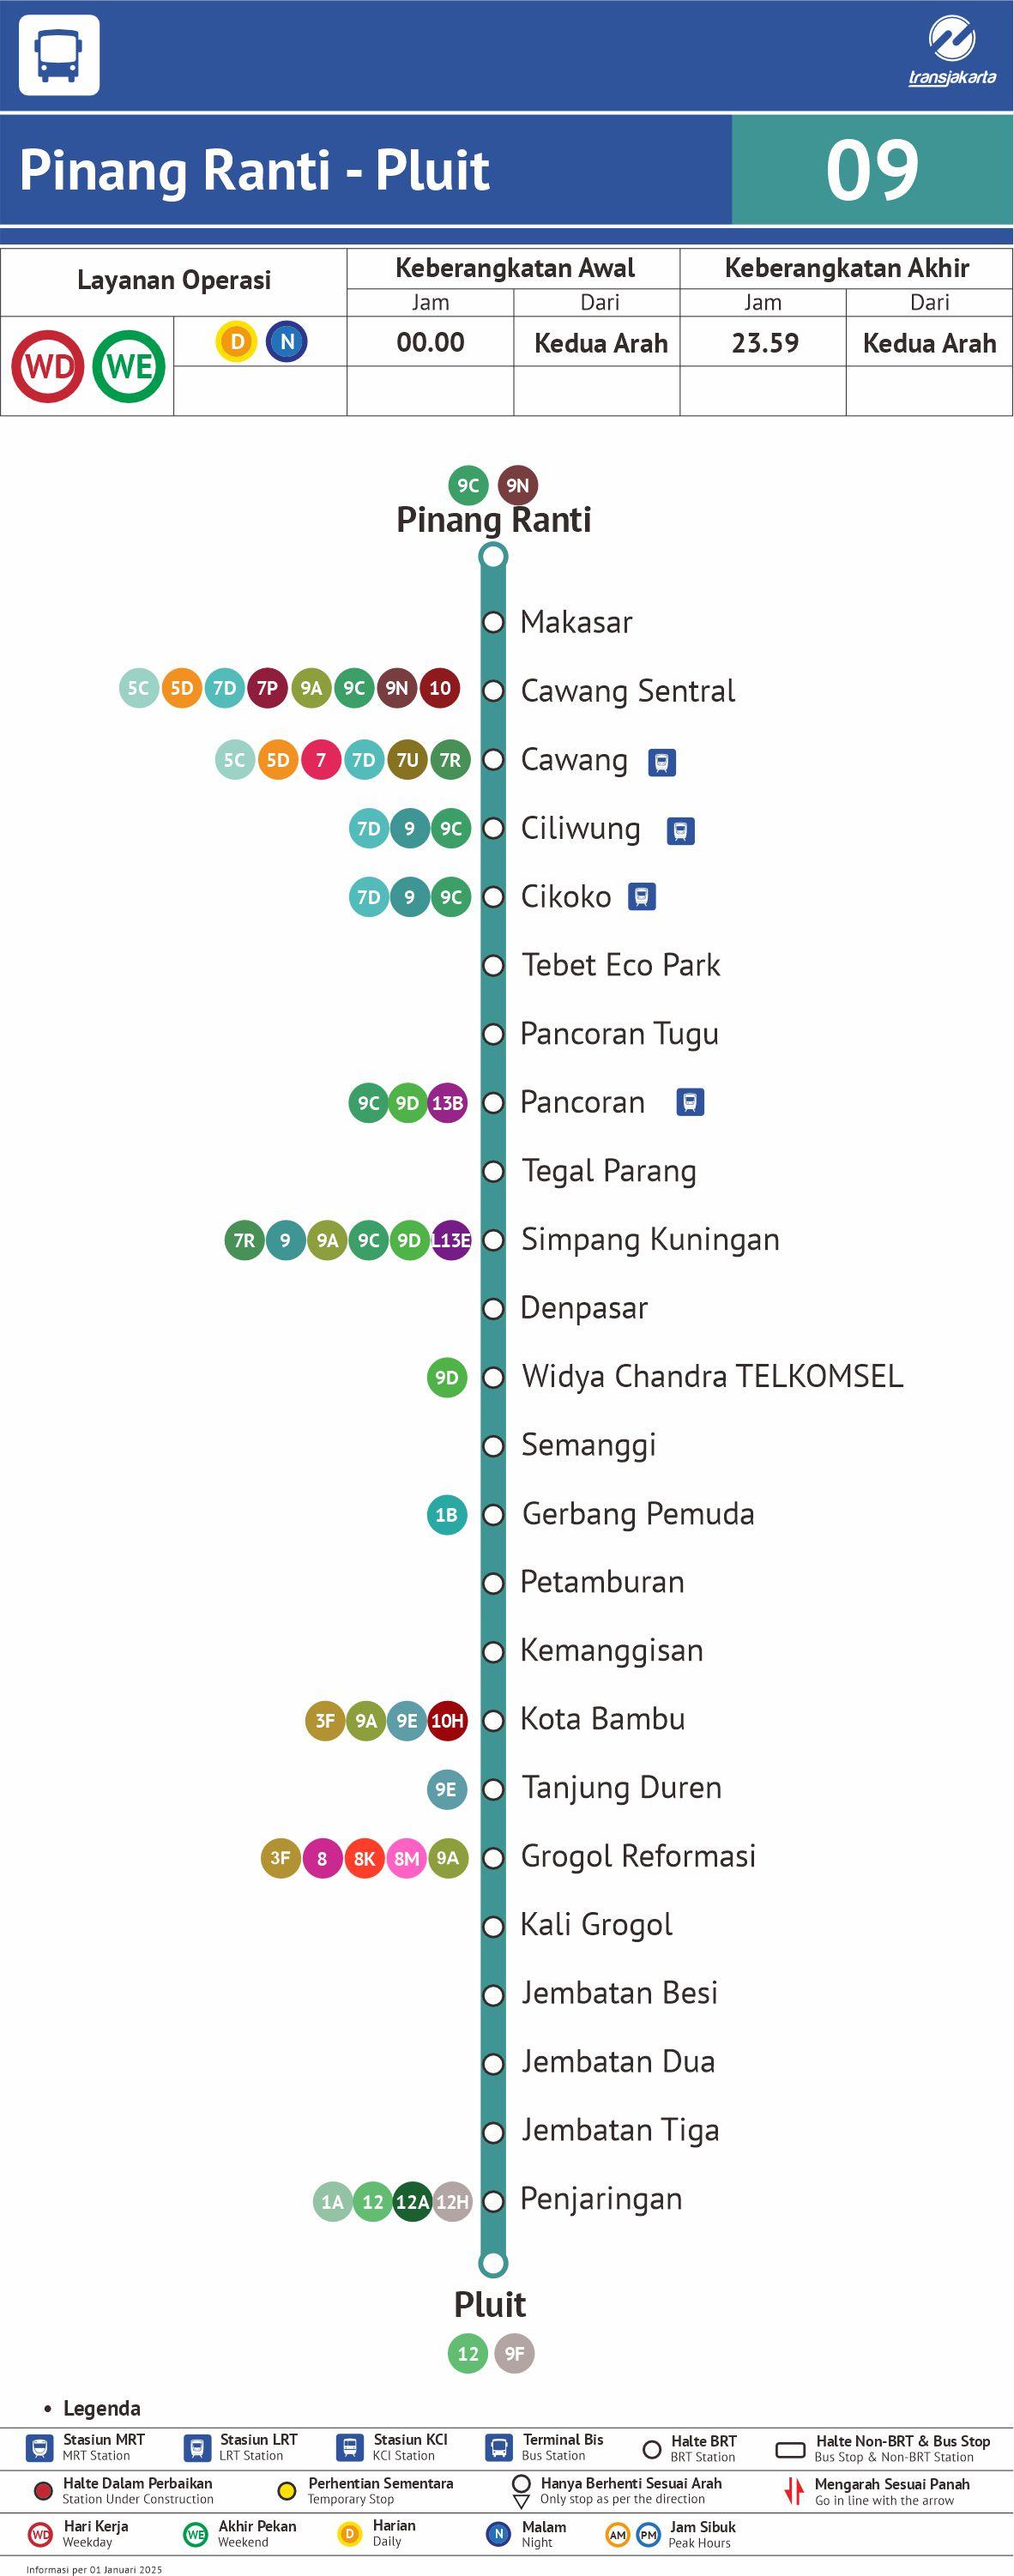 transjakarta
Pinang Ranti - Pluit
09
Layanan Operasi
Keberangkatan Awal
Keberangkatan Akhir
Jam
Dari
Jam
Dari
WD WE
D N
00.00
Kedua Arah
23.59
Kedua Arah
9C 9N
Pinang Ranti
Makasar
5C 5D 7D 7P 9A 9C 9N 10 Cawang Sentral
5C 5D 7 7D 7U 7R Cawang
7D 9 9C Ciliwung
7D 9 9C Cikoko
Tebet Eco Park
Pancoran Tugu
9C 9D 13B Pancoran
Tegal Parang
7R 9 9A 9C 9D L13E Simpang Kuningan
Denpasar
9D Widya Chandra TELKOMSEL
Semanggi
1B Gerbang Pemuda
Petamburan
Kemanggisan
3F 9A 9E 10H Kota Bambu
9E Tanjung Duren
3F 8 8K 8M 9A Grogol Reformasi
Kali Grogol
Jembatan Besi
Jembatan Dua
Jembatan Tiga
1A 12 12A 12H Penjaringan
Pluit
12 9F
• Legenda
Stasiun MRT
MRT Station
Stasiun LRT
LRT Station
Stasiun KCI
KCI Station
Terminal Bis
Bus Station
Halte BRT
BRT Station
Halte Non-BRT & Bus Stop
Bus Stop & Non-BRT Station
Halte Dalam Perbaikan
Station Under Construction
Perhentian Sementara
Temporary Stop
Hanya Berhenti Sesuai Arah
Only stop as per the direction
Mengarah Sesuai Panah
Go in line with the arrow
WD Hari Kerja
Weekday
WE Akhir Pekan
Weekend
D Harian
Daily
N Malam
Night
AM PM Jam Sibuk
Peak Hours
Informasi per 01 Januari 2025